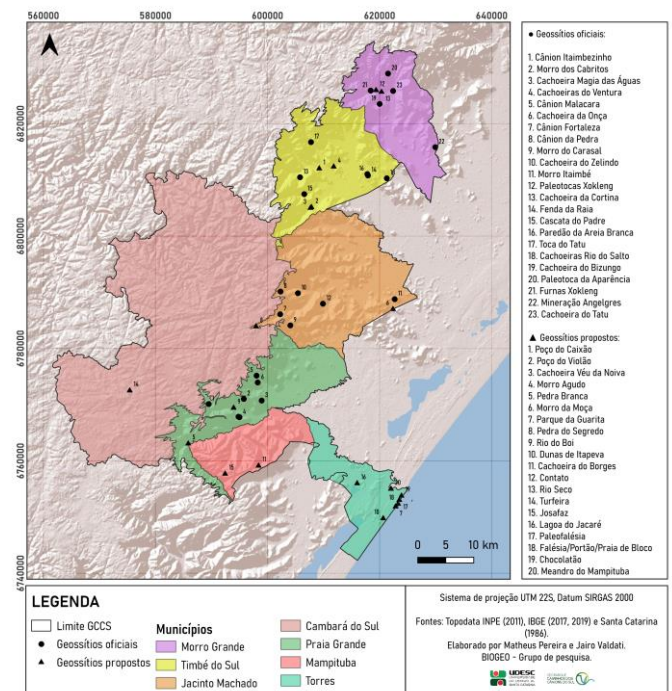 560000 580000 600000 620000 640000
6820000
6800000
6780000
6760000
6740000
0 10 km
● Geossítios oficiais:
1. Cânion Itaimbezinho
2. Morro dos Cabritos
3. Cachoeira Magia das Águas
4. Cachoeiras do Ventura
5. Cânion Malacara
6. Cachoeira da Onça
7. Cânion Fortaleza
8. Cânion da Pedra
9. Morro do Carasal
10. Cachoeira do Zelindo
11. Morro Itaimbé
12. Paleotocas Xokleng
13. Cachoeira da Cortina
14. Fenda da Raia
15. Cascata do Padre
16. Paredão da Areia Branca
17. Toca do Tatu
18. Cachoeiras Rio do Salto
19. Cachoeira do Bizungo
20. Paleotoca da Aparência
21. Furnas Xokleng
22. Mineração Angelgres
23. Cachoeira do Tatu
▲ Geossítios propostos:
1. Poço do Caixão
2. Poço do Violão
3. Cachoeira Véu da Noiva
4. Morro Agudo
5. Pedra Branca
6. Morro da Moça
7. Parque da Guarita
8. Pedra do Segredo
9. Rio do Boi
10. Dunas de Itapeva
11. Cachoeira do Borges
12. Contato
13. Rio Seco
14. Turfeira
15. Josafaz
16. Lagoa do Jacaré
17. Paleofalésia
18. Falésia/Portão/Praia de Bloco
19. Chocolatão
20. Meandro do Mampituba
LEGENDA
Limite GCCS
Geossítios oficiais
Geossítios propostos
Municípios
Morro Grande
Timbé do Sul
Jacinto Machado
Cambará do Sul
Praia Grande
Mampituba
Torres
Sistema de projeção UTM 22S, Datum SIRGAS 2000
Fontes: Topodata INPE (2011), IBGE (2017, 2019) e Santa Catarina
(1986).
Elaborado por Matheus Pereira e Jairo Valdati.
BIOGEO - Grupo de pesquisa.
UDESC